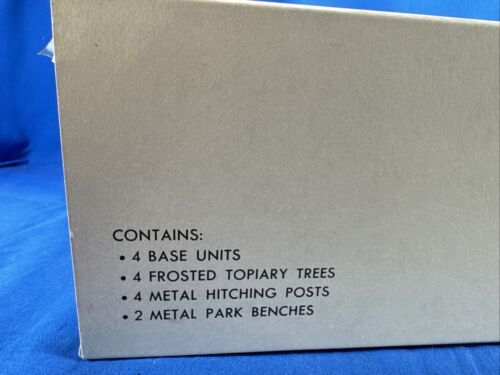 CONTAINS:
• 4 BASE UNITS
• 4 FROSTED TOPIARY TREES
• 4 METAL HITCHING POSTS
• 2 METAL PARK BENCHES